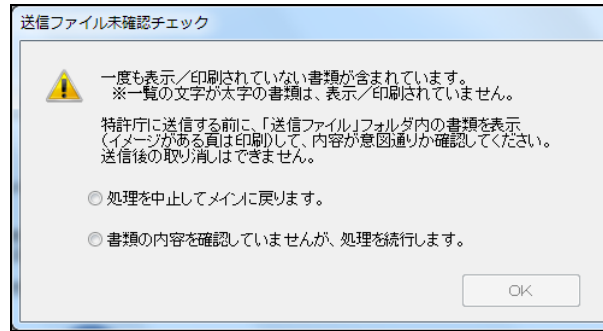 送信ファイル未確認チェック
一度も表示／印刷されていない書類が含まれています。
※一覧の文字が太字の書類は、表示／印刷されていません。
特許庁に送信する前に、「送信ファイル」フォルダ内の書類を表示
（イメージがある頁は印刷）して、内容が意図通りか確認してください。
送信後の取り消しはできません。
処理を中止してメインに戻ります。
書類の内容を確認していませんが、処理を続行します。
OK